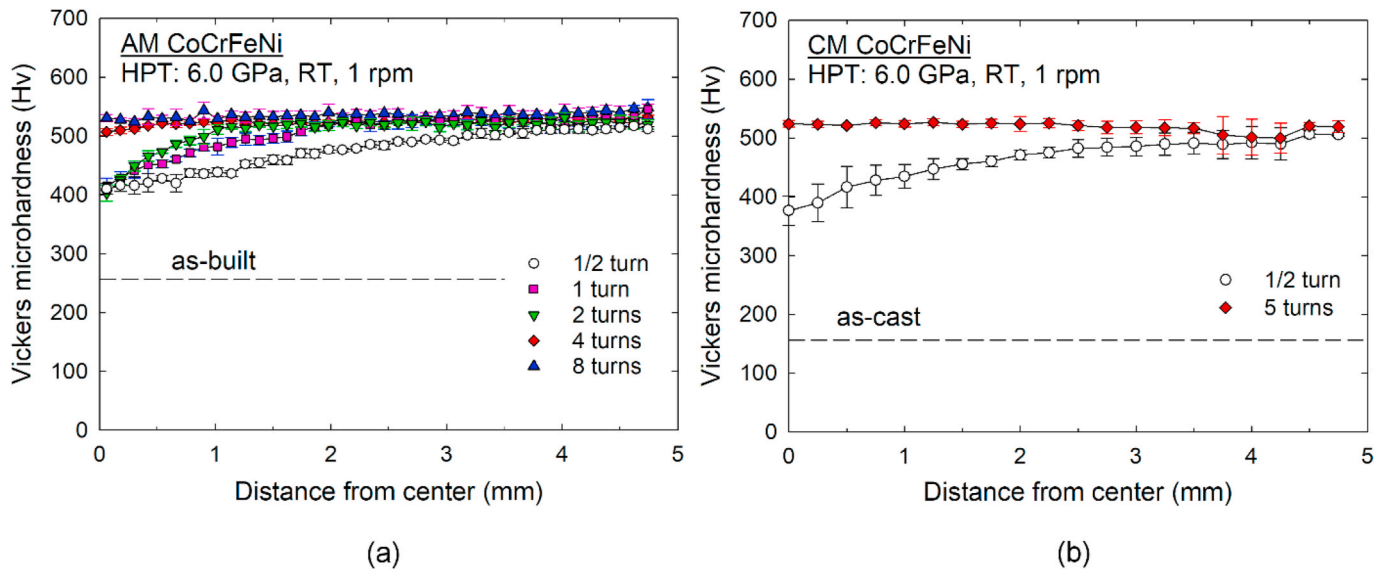 AM CoCrFeNi
HPT: 6.0 GPa, RT, 1 rpm
Vickers microhardness (Hv)
700
600
500
400
300
200
100
0
as-built
1/2 turn
1 turn
2 turns
4 turns
8 turns
0 1 2 3 4 5
Distance from center (mm)
(a)
CM CoCrFeNi
HPT: 6.0 GPa, RT, 1 rpm
Vickers microhardness (Hv)
700
600
500
400
300
200
100
0
1/2 turn
5 turns
as-cast
0 1 2 3 4 5
Distance from center (mm)
(b)